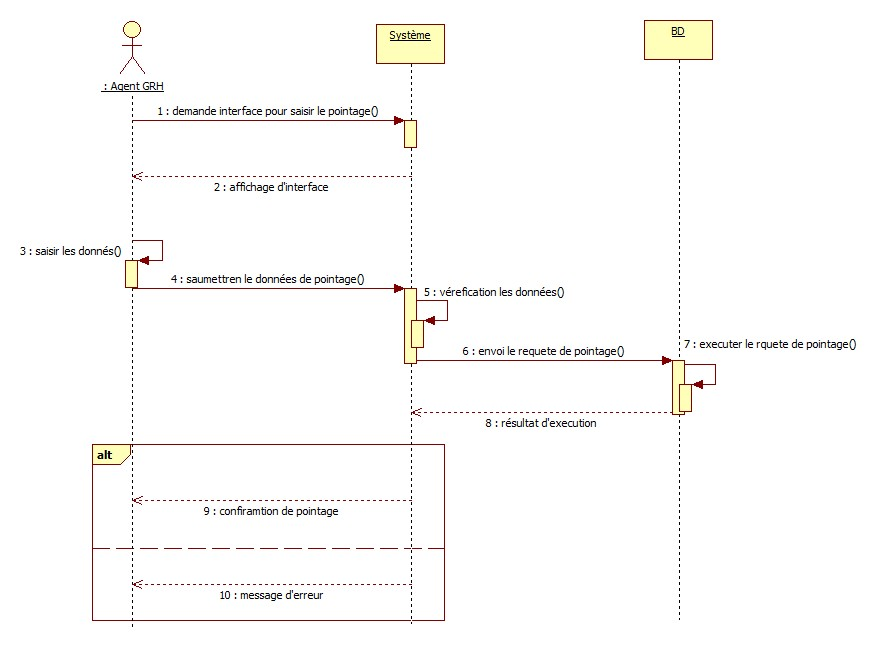 Système
BD
: Agent GRH
1 : demande interface pour saisir le pointage()
2 : affichage d'interface
3 : saisir les donnés()
4 : saumettren le données de pointage()
5 : vérefication les données()
6 : envoi le requete de pointage()
7 : executer le rquete de pointage()
8 : résultat d'execution
alt
9 : confiramtion de pointage
10 : message d'erreur